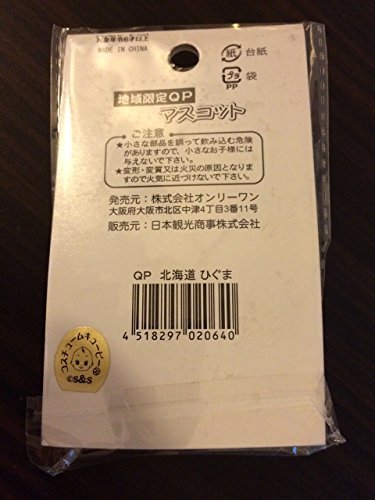 対象年令6才以上
MADE IN CHINA
紙 台紙
プラ 袋
PP
地域限定QP
マスコット
ご注意
★小さな部品を誤って飲み込む危険
がありますので、小さなお子様には
与えないで下さい。
★変形・変質又は火災の原因となりま
すので火気に近づけないで下さい。
発売元:株式会社オンリーワン
大阪府大阪市北区中津4丁目3番11号
販売元:日本観光商事株式会社
QP 北海道 ひぐま
4 518297 020640
コスチュームキューピー
©S&S